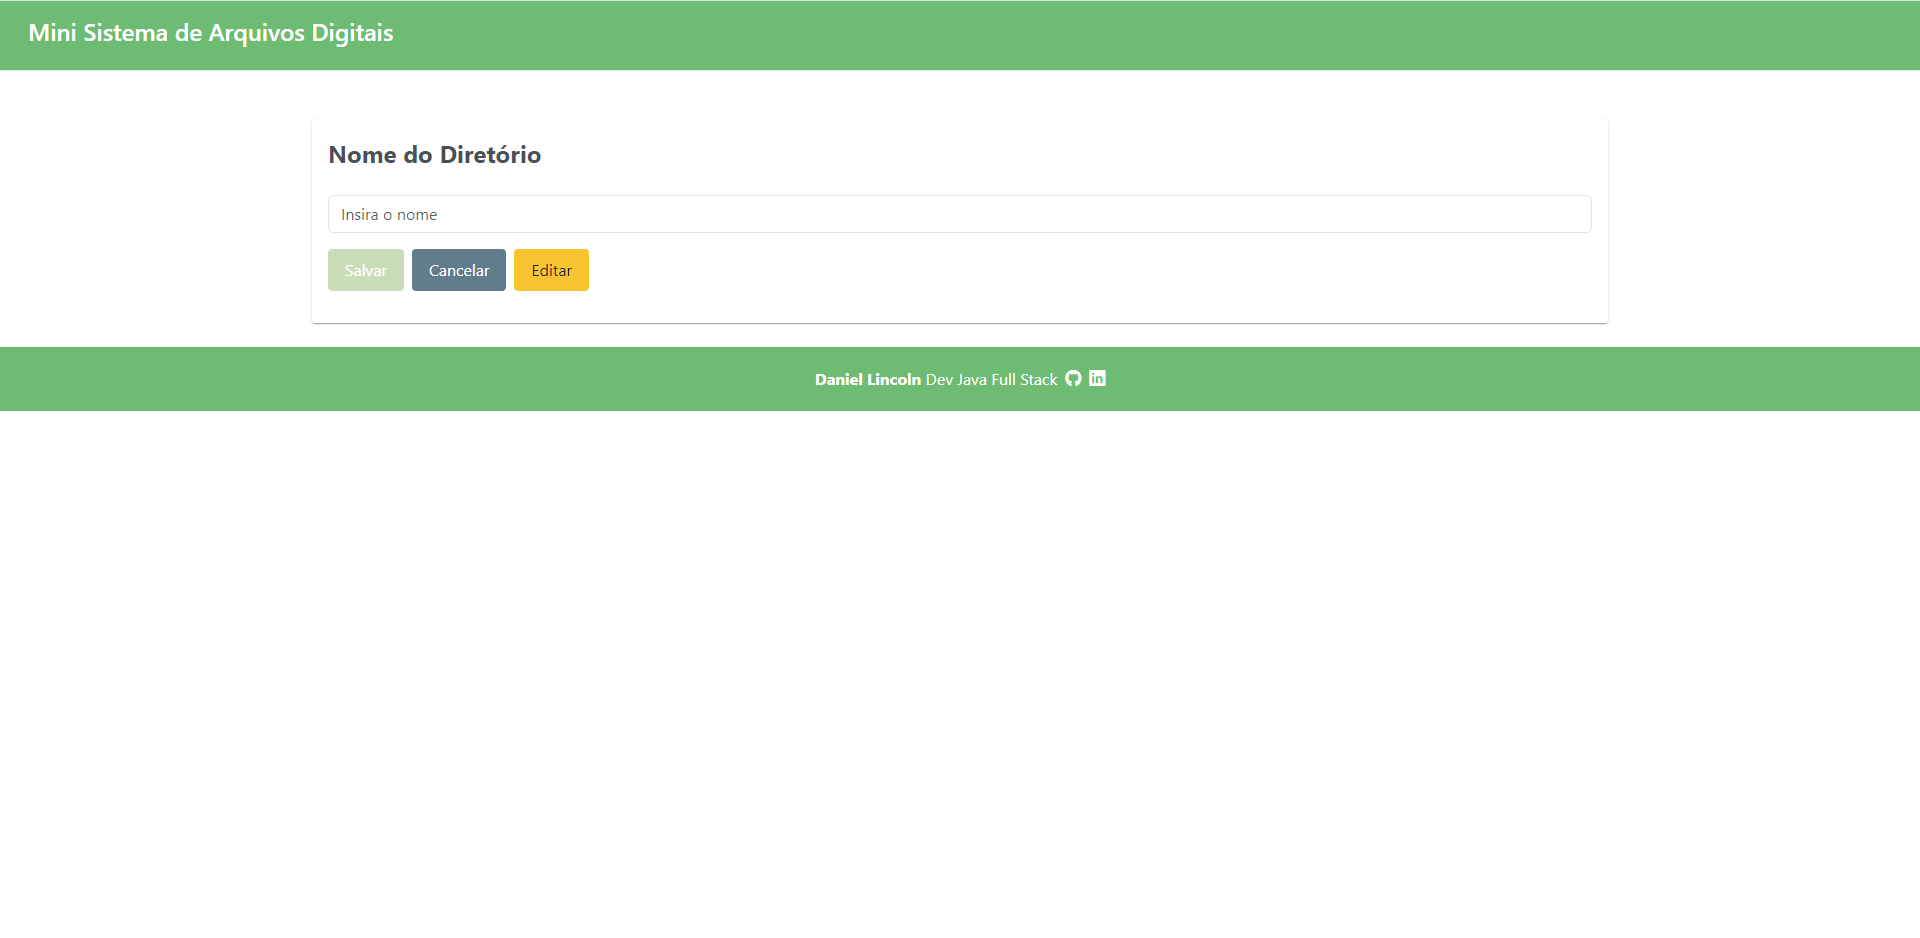 Mini Sistema de Arquivos Digitais
Nome do Diretório
Insira o nome
Salvar Cancelar Editar
Daniel Lincoln Dev Java Full Stack